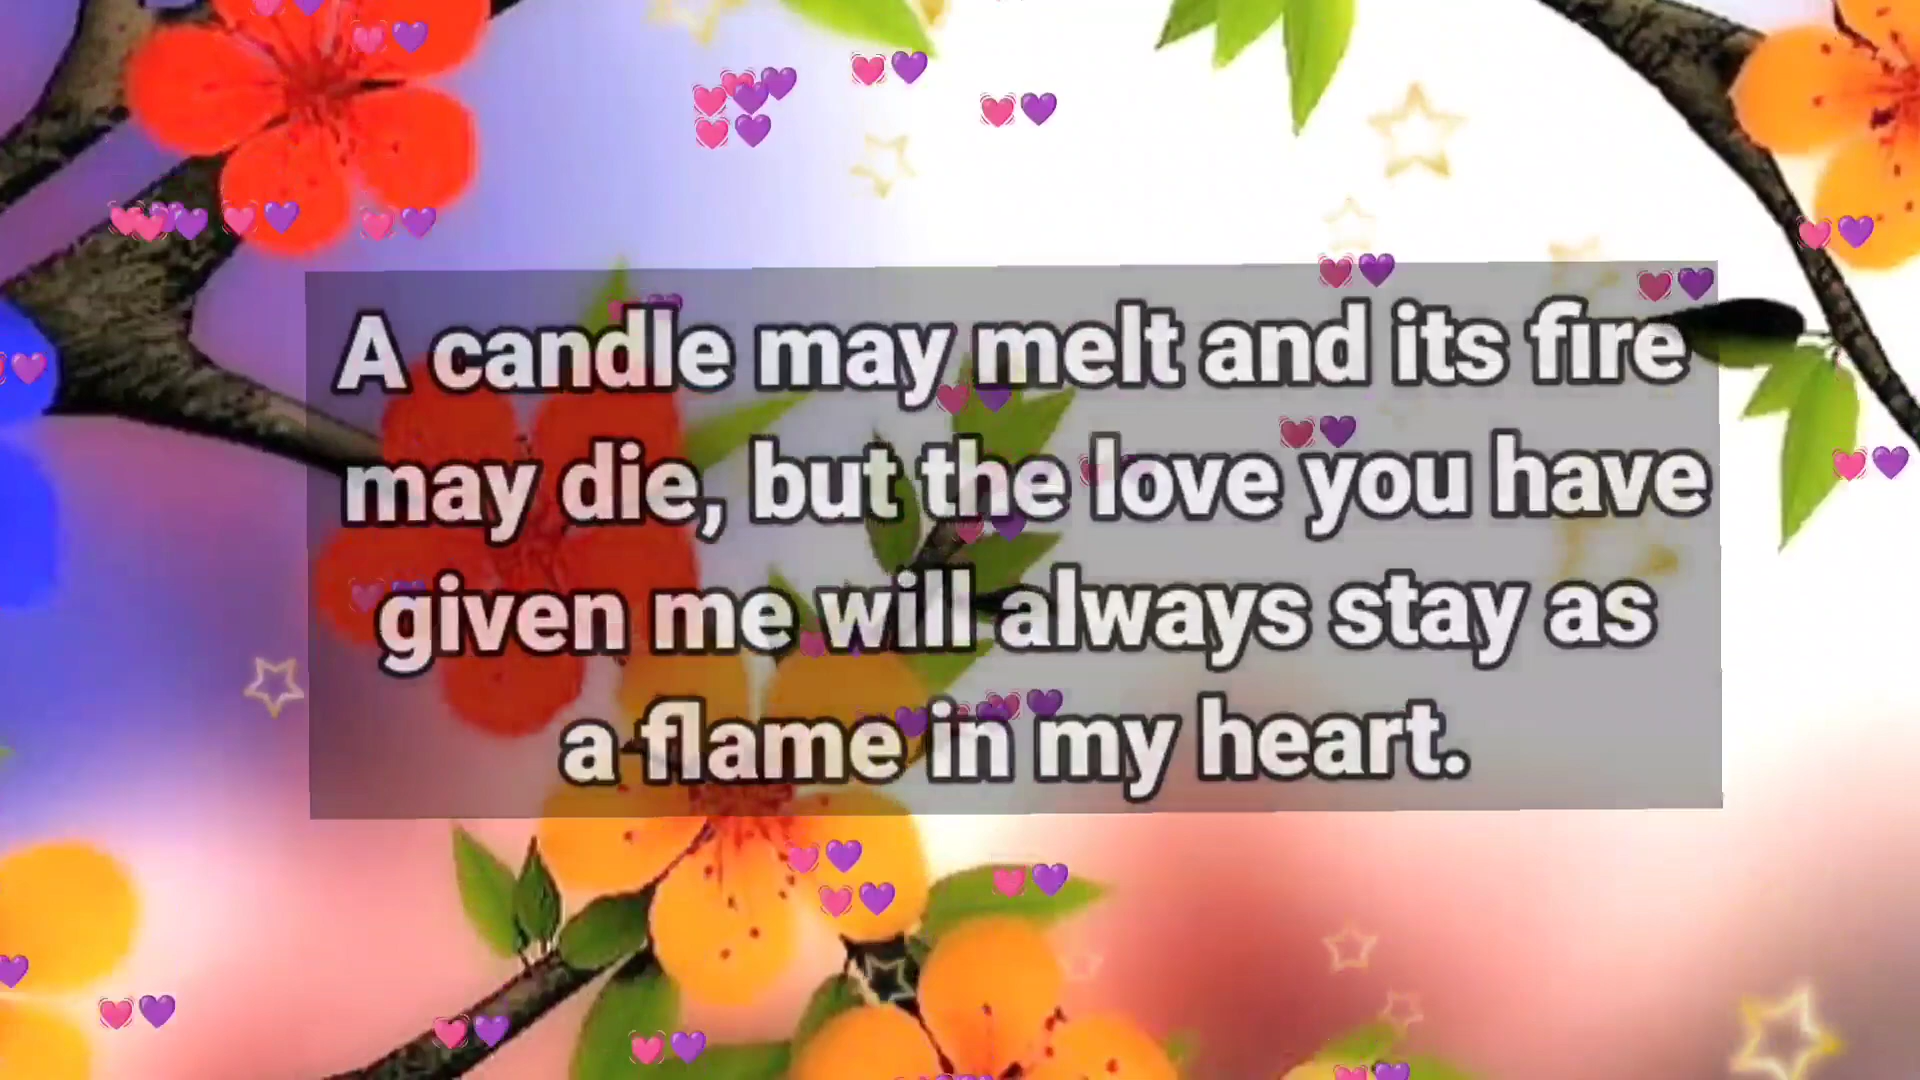 A candle may melt and its fire
may die, but the love you have
given me will always stay as
a flame in my heart.